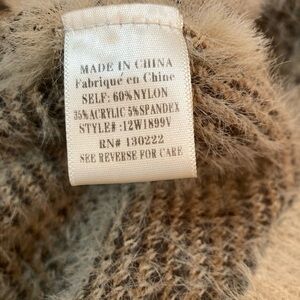 MADE IN CHINA
Fabriqué en Chine
SELF: 60%NYLON
35%ACRYLIC 5%SPANDEX
STYLE# :12W1899V
RN# 130222
SEE REVERSE FOR CARE